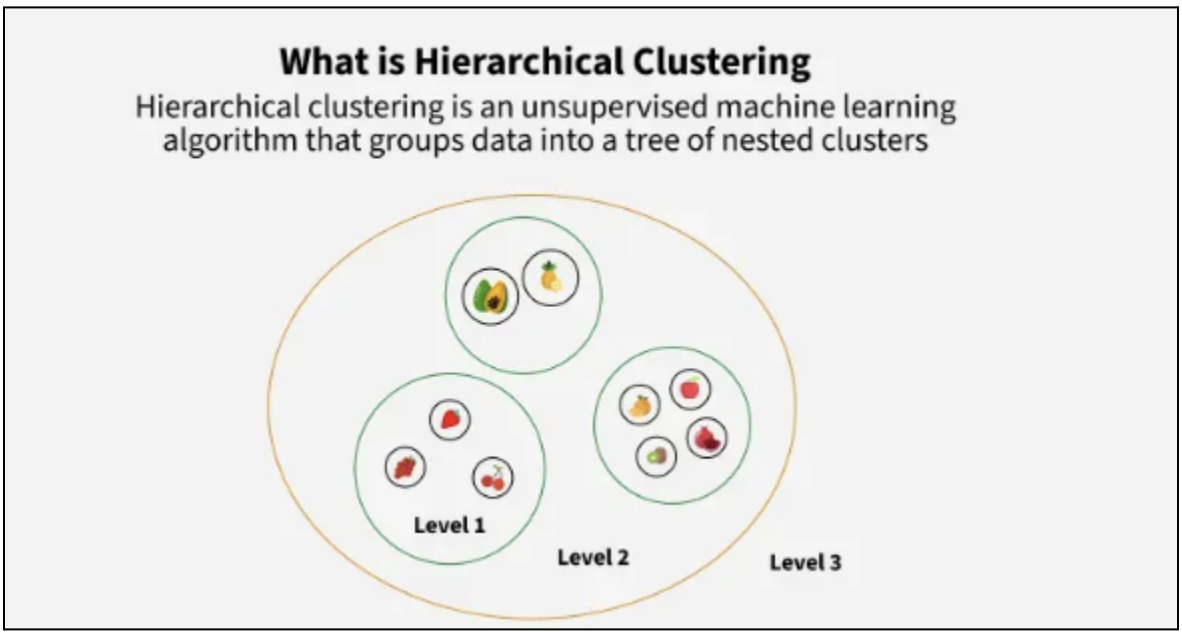 What is Hierarchical Clustering
Hierarchical clustering is an unsupervised machine learning
algorithm that groups data into a tree of nested clusters
Level 1
Level 2
Level 3